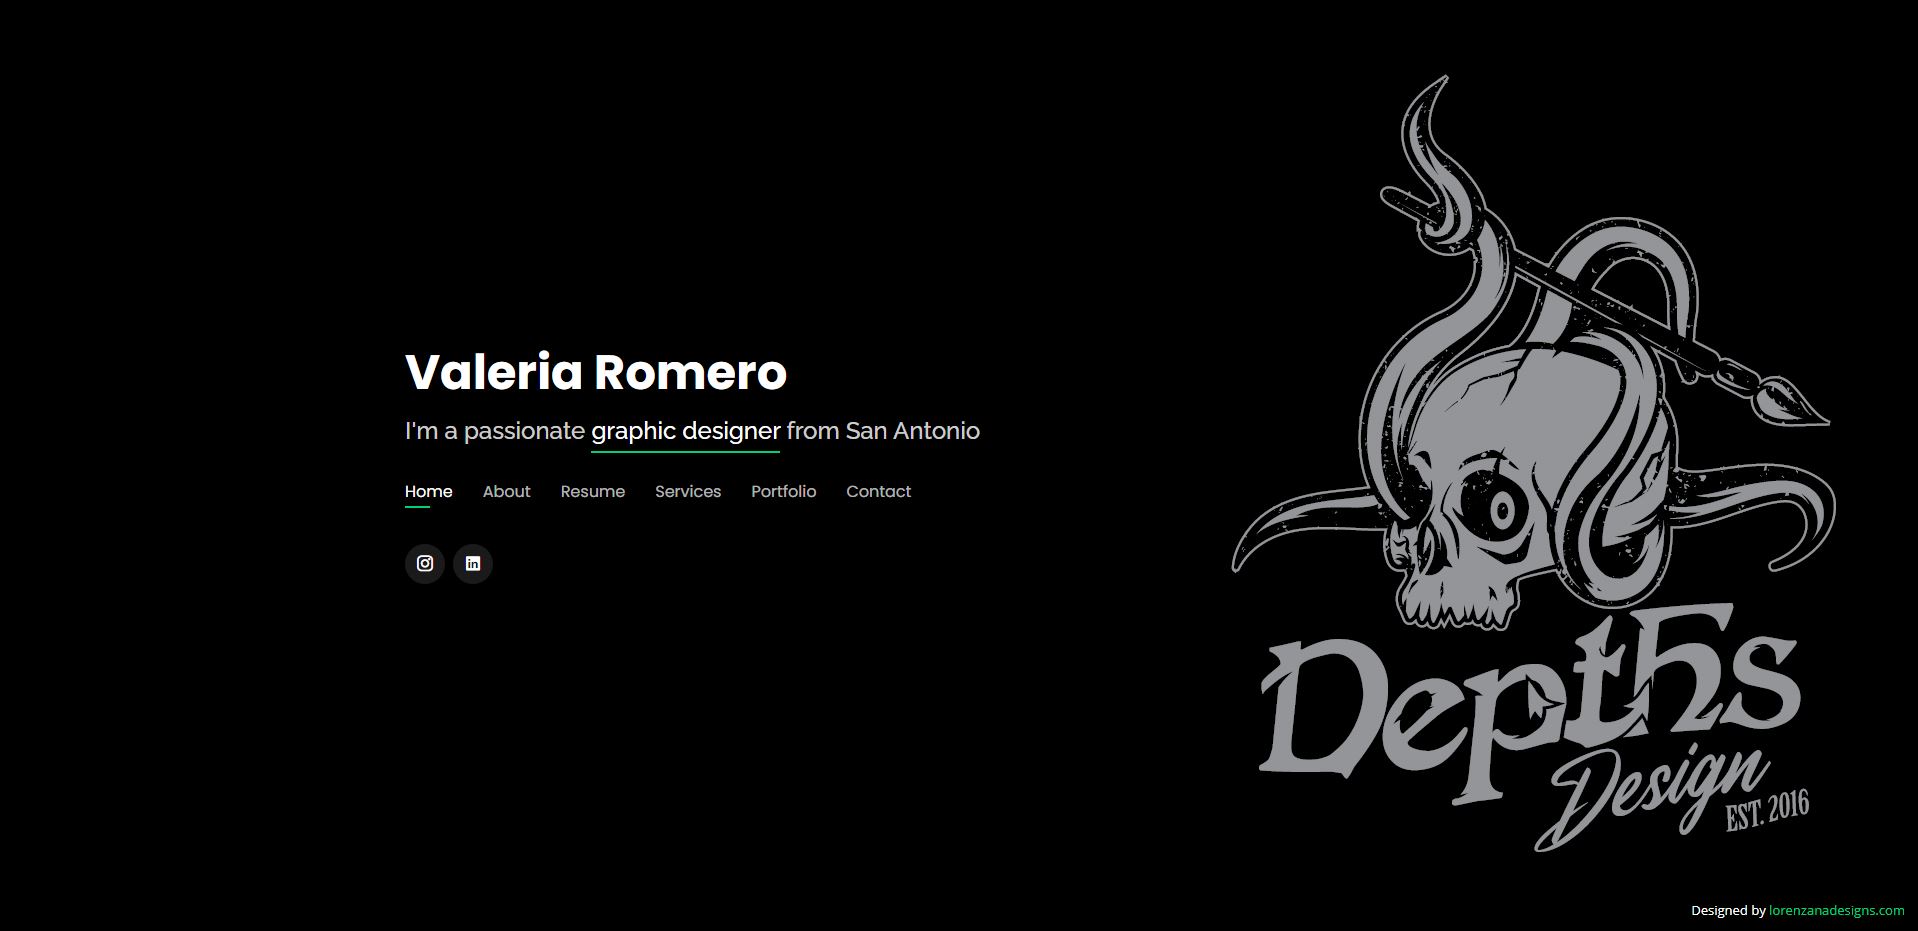 Valeria Romero
I'm a passionate graphic designer from San Antonio
Home About Resume Services Portfolio Contact
in
Depths
Design
EST. 2016
Designed by lorenzanadesigns.com